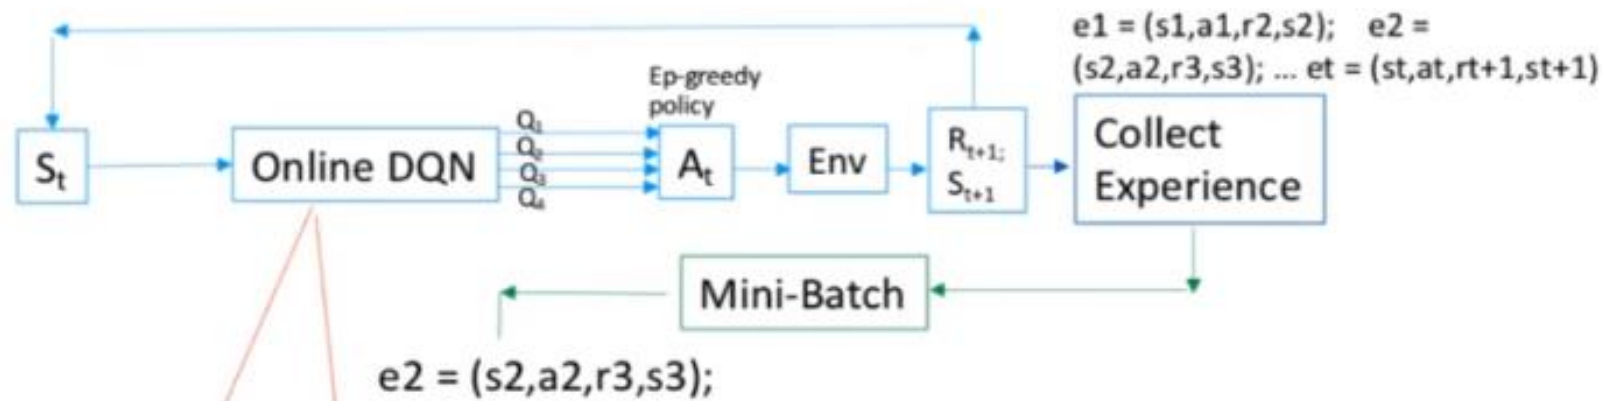 e1 = (s1,a1,r2,s2); e2 =
(s2,a2,r3,s3); ... et = (st,at,rt+1,st+1)
Ep-greedy
policy
St
Online DQN
Q1
Q2
Q3
Q4
At
Env
Rt+1;
St+1
Collect
Experience
Mini-Batch
e2 = (s2,a2,r3,s3);